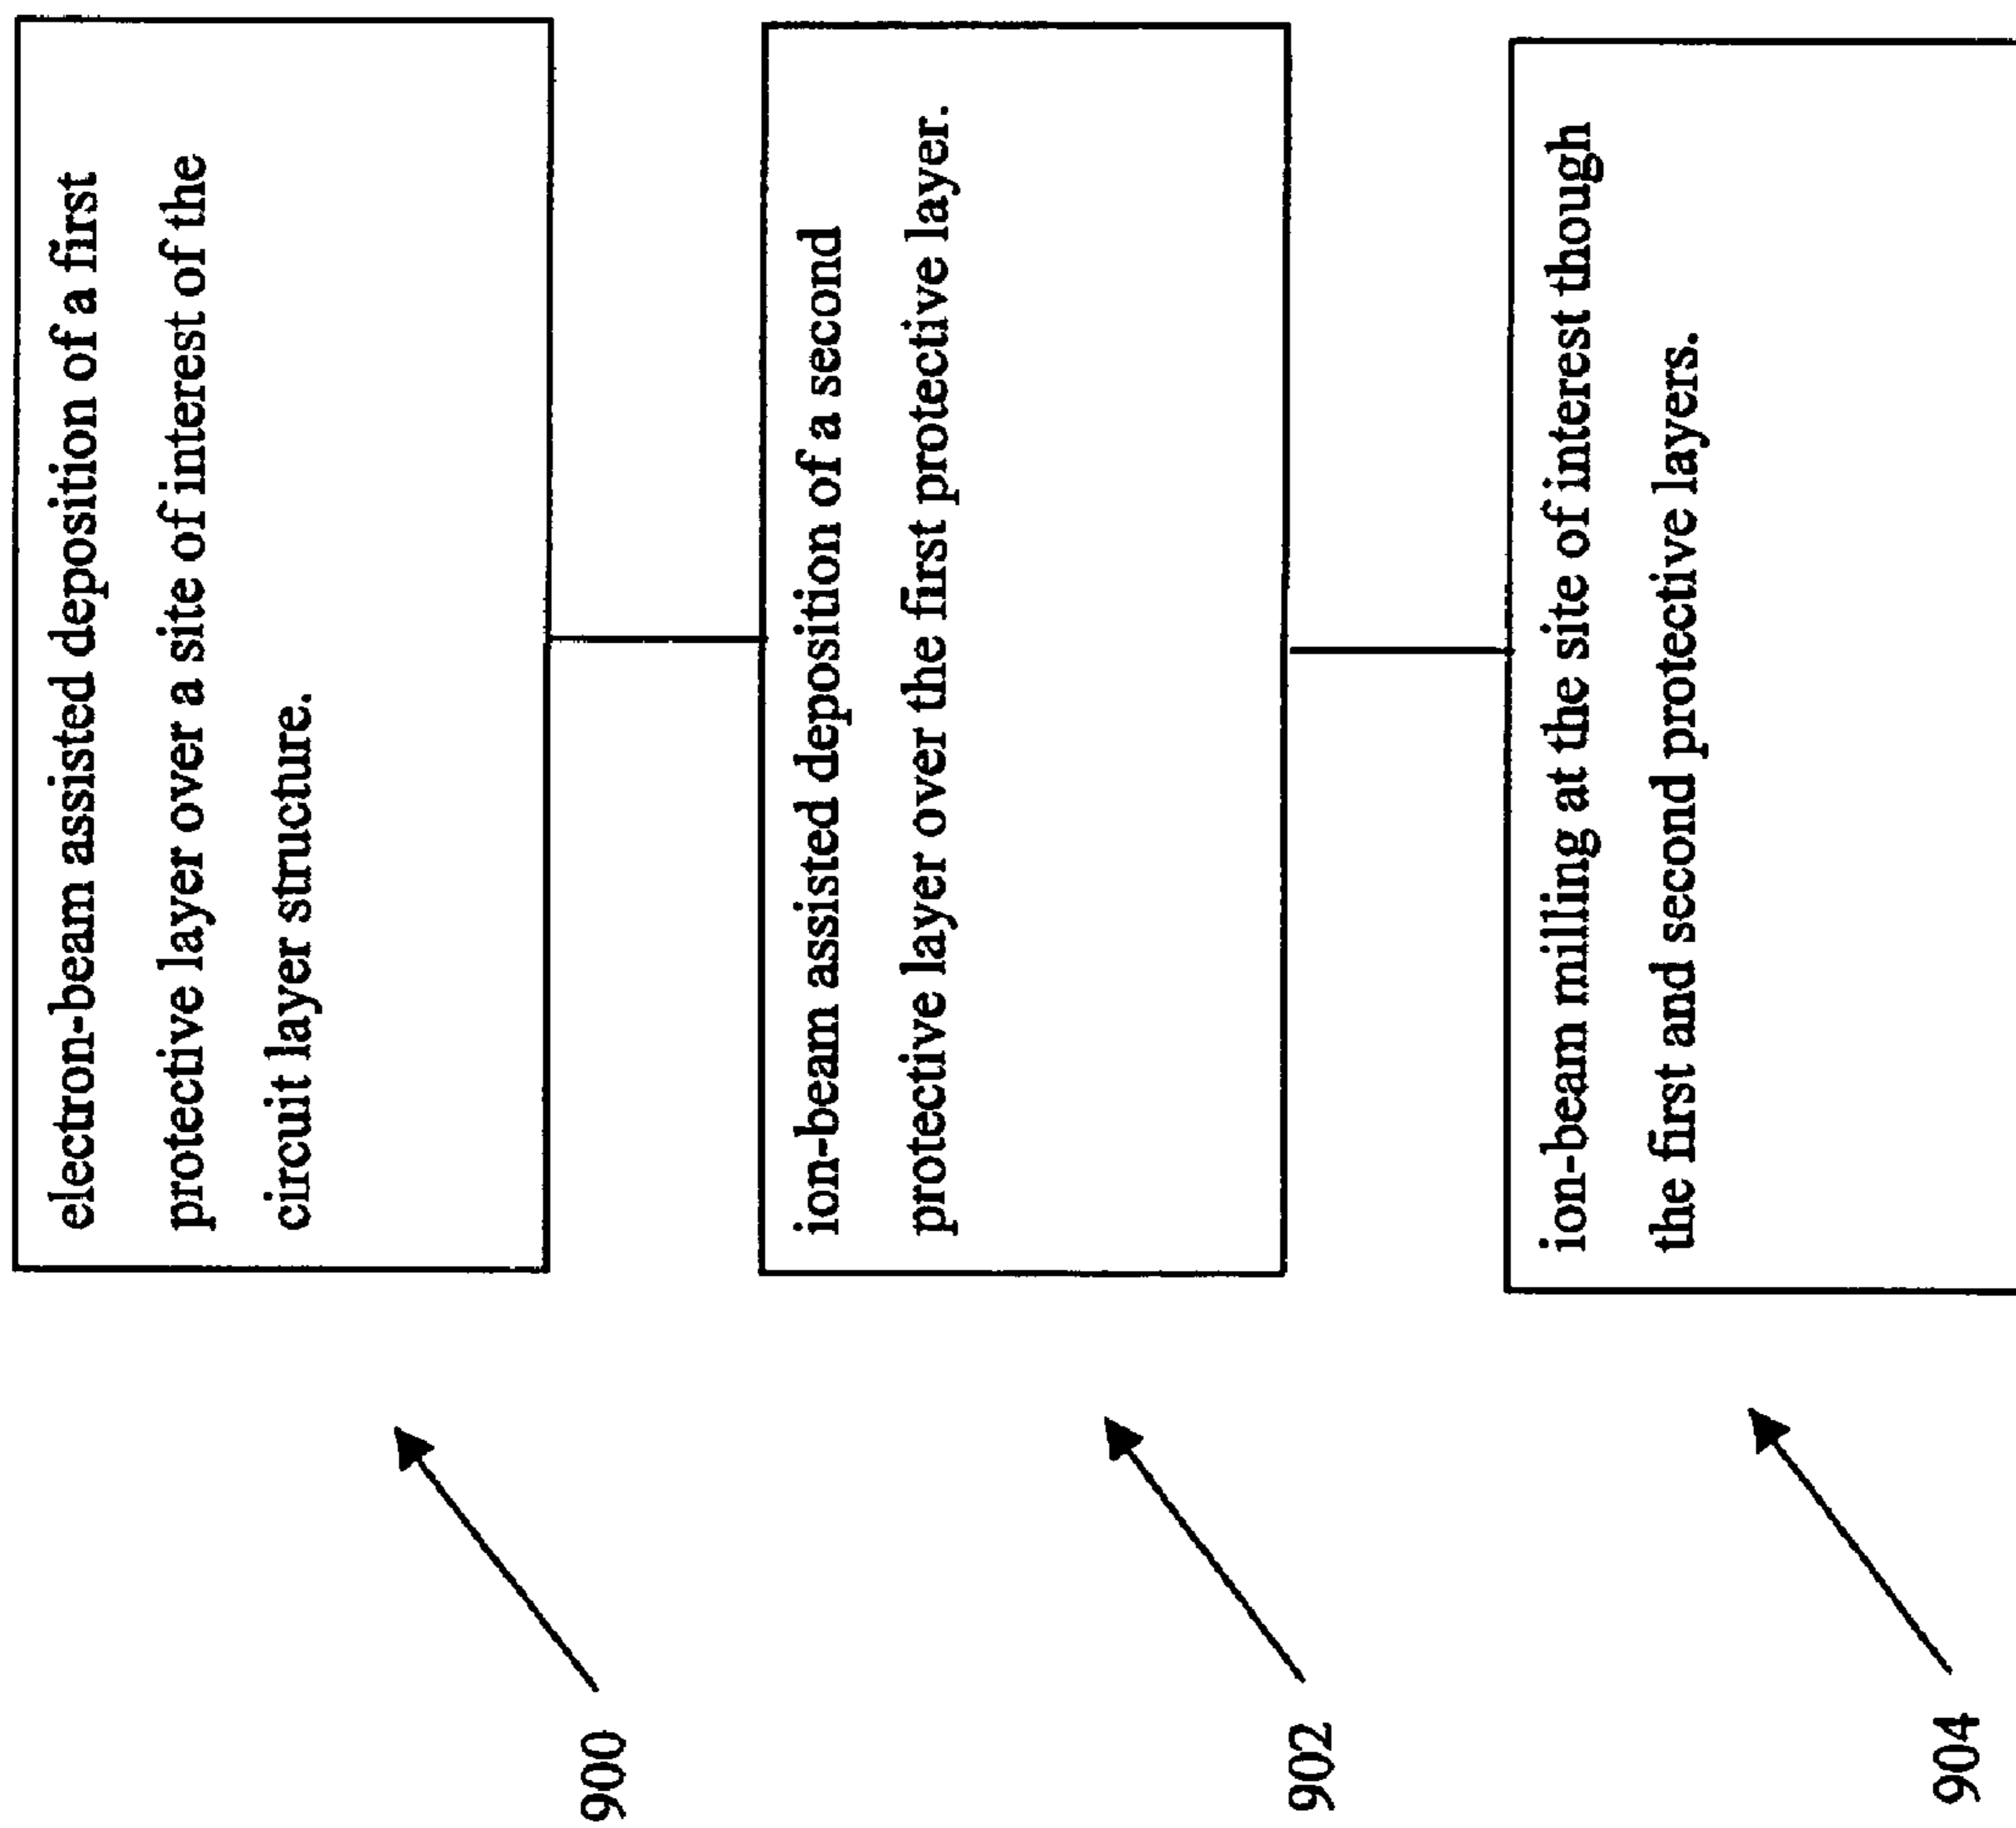 electron-beam assisted deposition of a first
protective layer over a site of interest of the
circuit layer structure.
900
ion-beam assisted deposition of a second
protective layer over the first protective layer.
902
ion-beam milling at the site of interest though
the first and second protective layers.
904